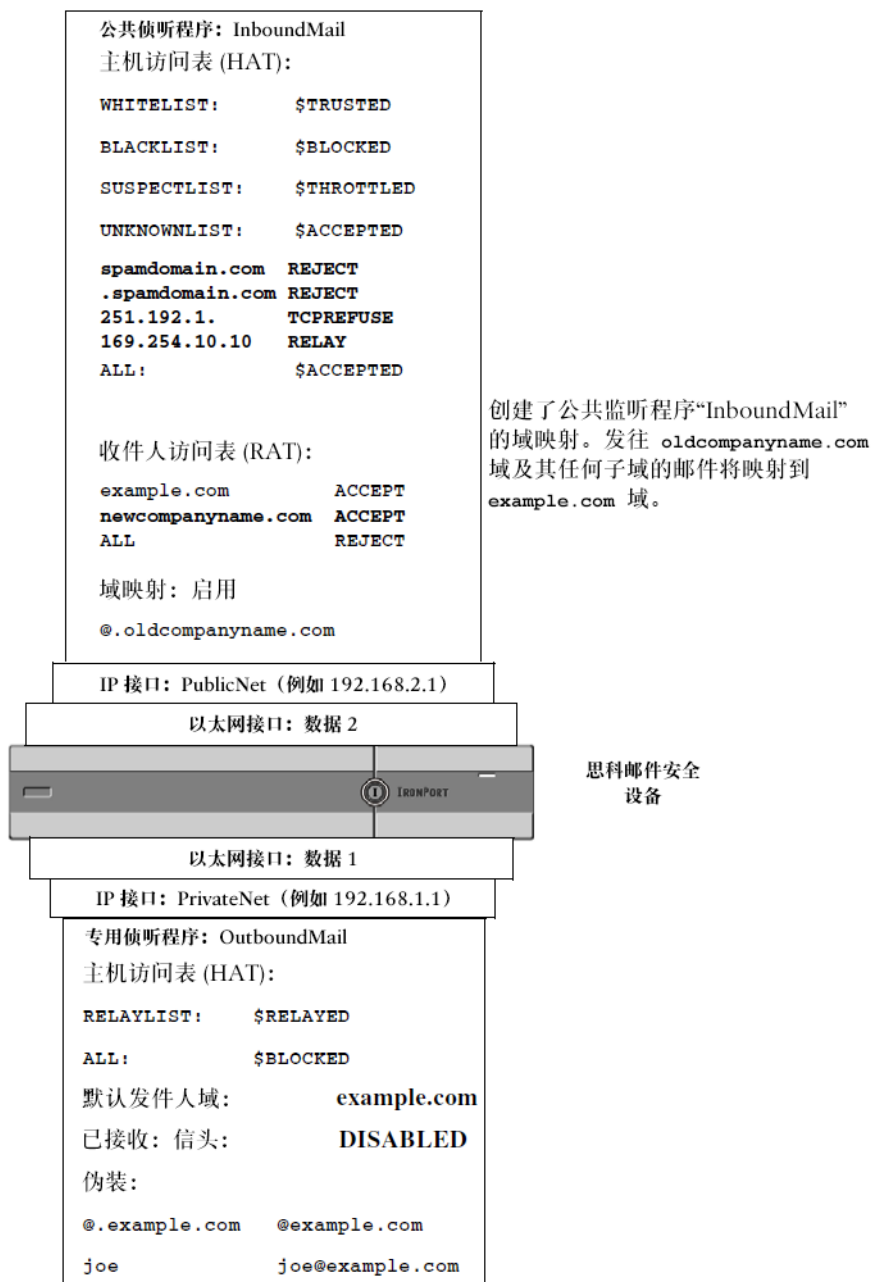 公共侦听程序：InboundMail
主机访问表 (HAT)：
WHITELIST: $TRUSTED
BLACKLIST: $BLOCKED
SUSPECTLIST: $THROTTLED
UNKNOWNLIST: $ACCEPTED
spamdomain.com REJECT
.spamdomain.com REJECT
251.192.1. TCPREFUSE
169.254.10.10 RELAY
ALL: $ACCEPTED
收件人访问表 (RAT)：
example.com ACCEPT
newcompanyname.com ACCEPT
ALL REJECT
域映射：启用
@.oldcompanyname.com
创建了公共监听程序“InboundMail”
的域映射。发往 oldcompanyname.com
域及其任何子域的邮件将映射到
example.com 域。
IP 接口：PublicNet（例如 192.168.2.1）
以太网接口：数据 2
IRONPORT
思科邮件安全
设备
以太网接口：数据 1
IP 接口：PrivateNet（例如 192.168.1.1）
专用侦听程序：OutboundMail
主机访问表 (HAT)：
RELAYLIST: $RELAYED
ALL: $BLOCKED
默认发件人域： example.com
已接收：信头： DISABLED
伪装：
@.example.com @example.com
joe joe@example.com